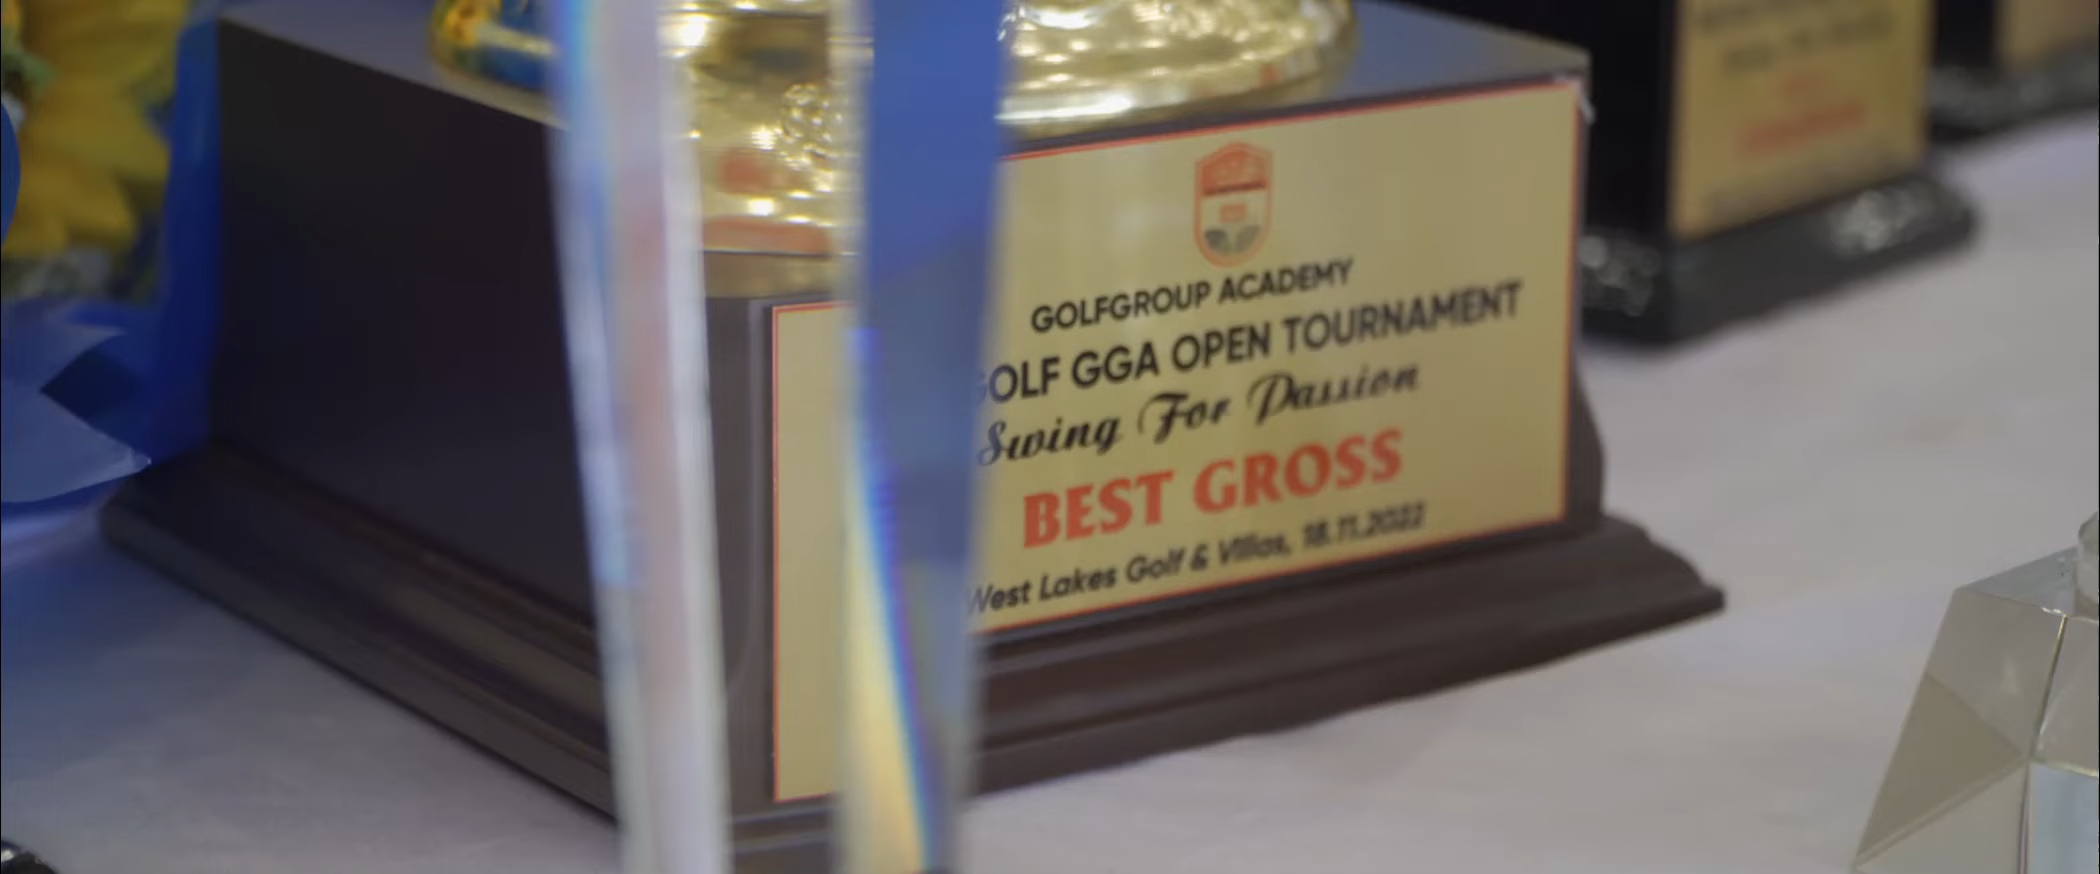 GOLFGROUP ACADEMY
GOLF GGA OPEN TOURNAMENT
Swing For Passion
BEST GROSS
West Lakes Golf & Villas, 18.11.2022